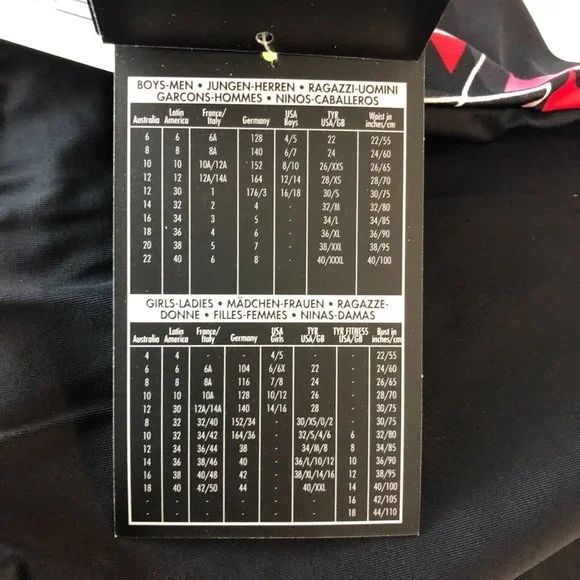 BOYS-MEN • JUNGEN-HERREN • RAGAZZI-UOMINI
GARCONS-HOMMES • NINOS-CABALLEROS
Australia Latin America France/Italy Germany USA Boys TYR USA/GB Waist in inches/cm
6 6 6A 128 4/5 22 22/55
8 8 8A 140 6/7 24 24/60
10 10 10A/12A 152 8/10 26/XXS 26/65
12 12 12A/14A 164 12/14 28/XS 28/70
12 30 1 176/3 16/18 30/S 30/75
14 32 2 4 - 32/M 32/80
16 34 3 5 - 34/L 34/85
18 36 4 6 - 36/XL 36/90
20 38 5 7 - 38/XXL 38/95
22 40 6 8 - 40/XXXL 40/100
GIRLS-LADIES • MÄDCHEN-FRAUEN • RAGAZZE-
DONNE • FILLES-FEMMES • NINAS-DAMAS
Australia Latin America France/Italy Germany USA Girls TYR USA/GB TYR FITNESS USA/GB Bust in inches/cm
4 4 - - 4/5 - - 22/55
6 6 6A 104 6/6X 22 - 24/60
8 8 8A 116 7/8 24 - 26/65
10 10 10A 128 10/12 26 - 28/70
12 30 12A/14A 140 14/16 28 - 30/75
8 32 32/40 152/34 - 30/XS/0/2 - 30/75
10 32 34/42 164/36 - 32/S/4/6 6 32/80
12 34 36/44 38 - 34/M/8 8 34/85
14 36 38/46 40 - 36/L/10/12 10 36/90
16 38 40/48 42 - 38/XL/14/16 12 38/95
18 40 42/50 44 - 40/XXL 14 40/100
- - - - - - 16 42/105
- - - - - - 18 44/110